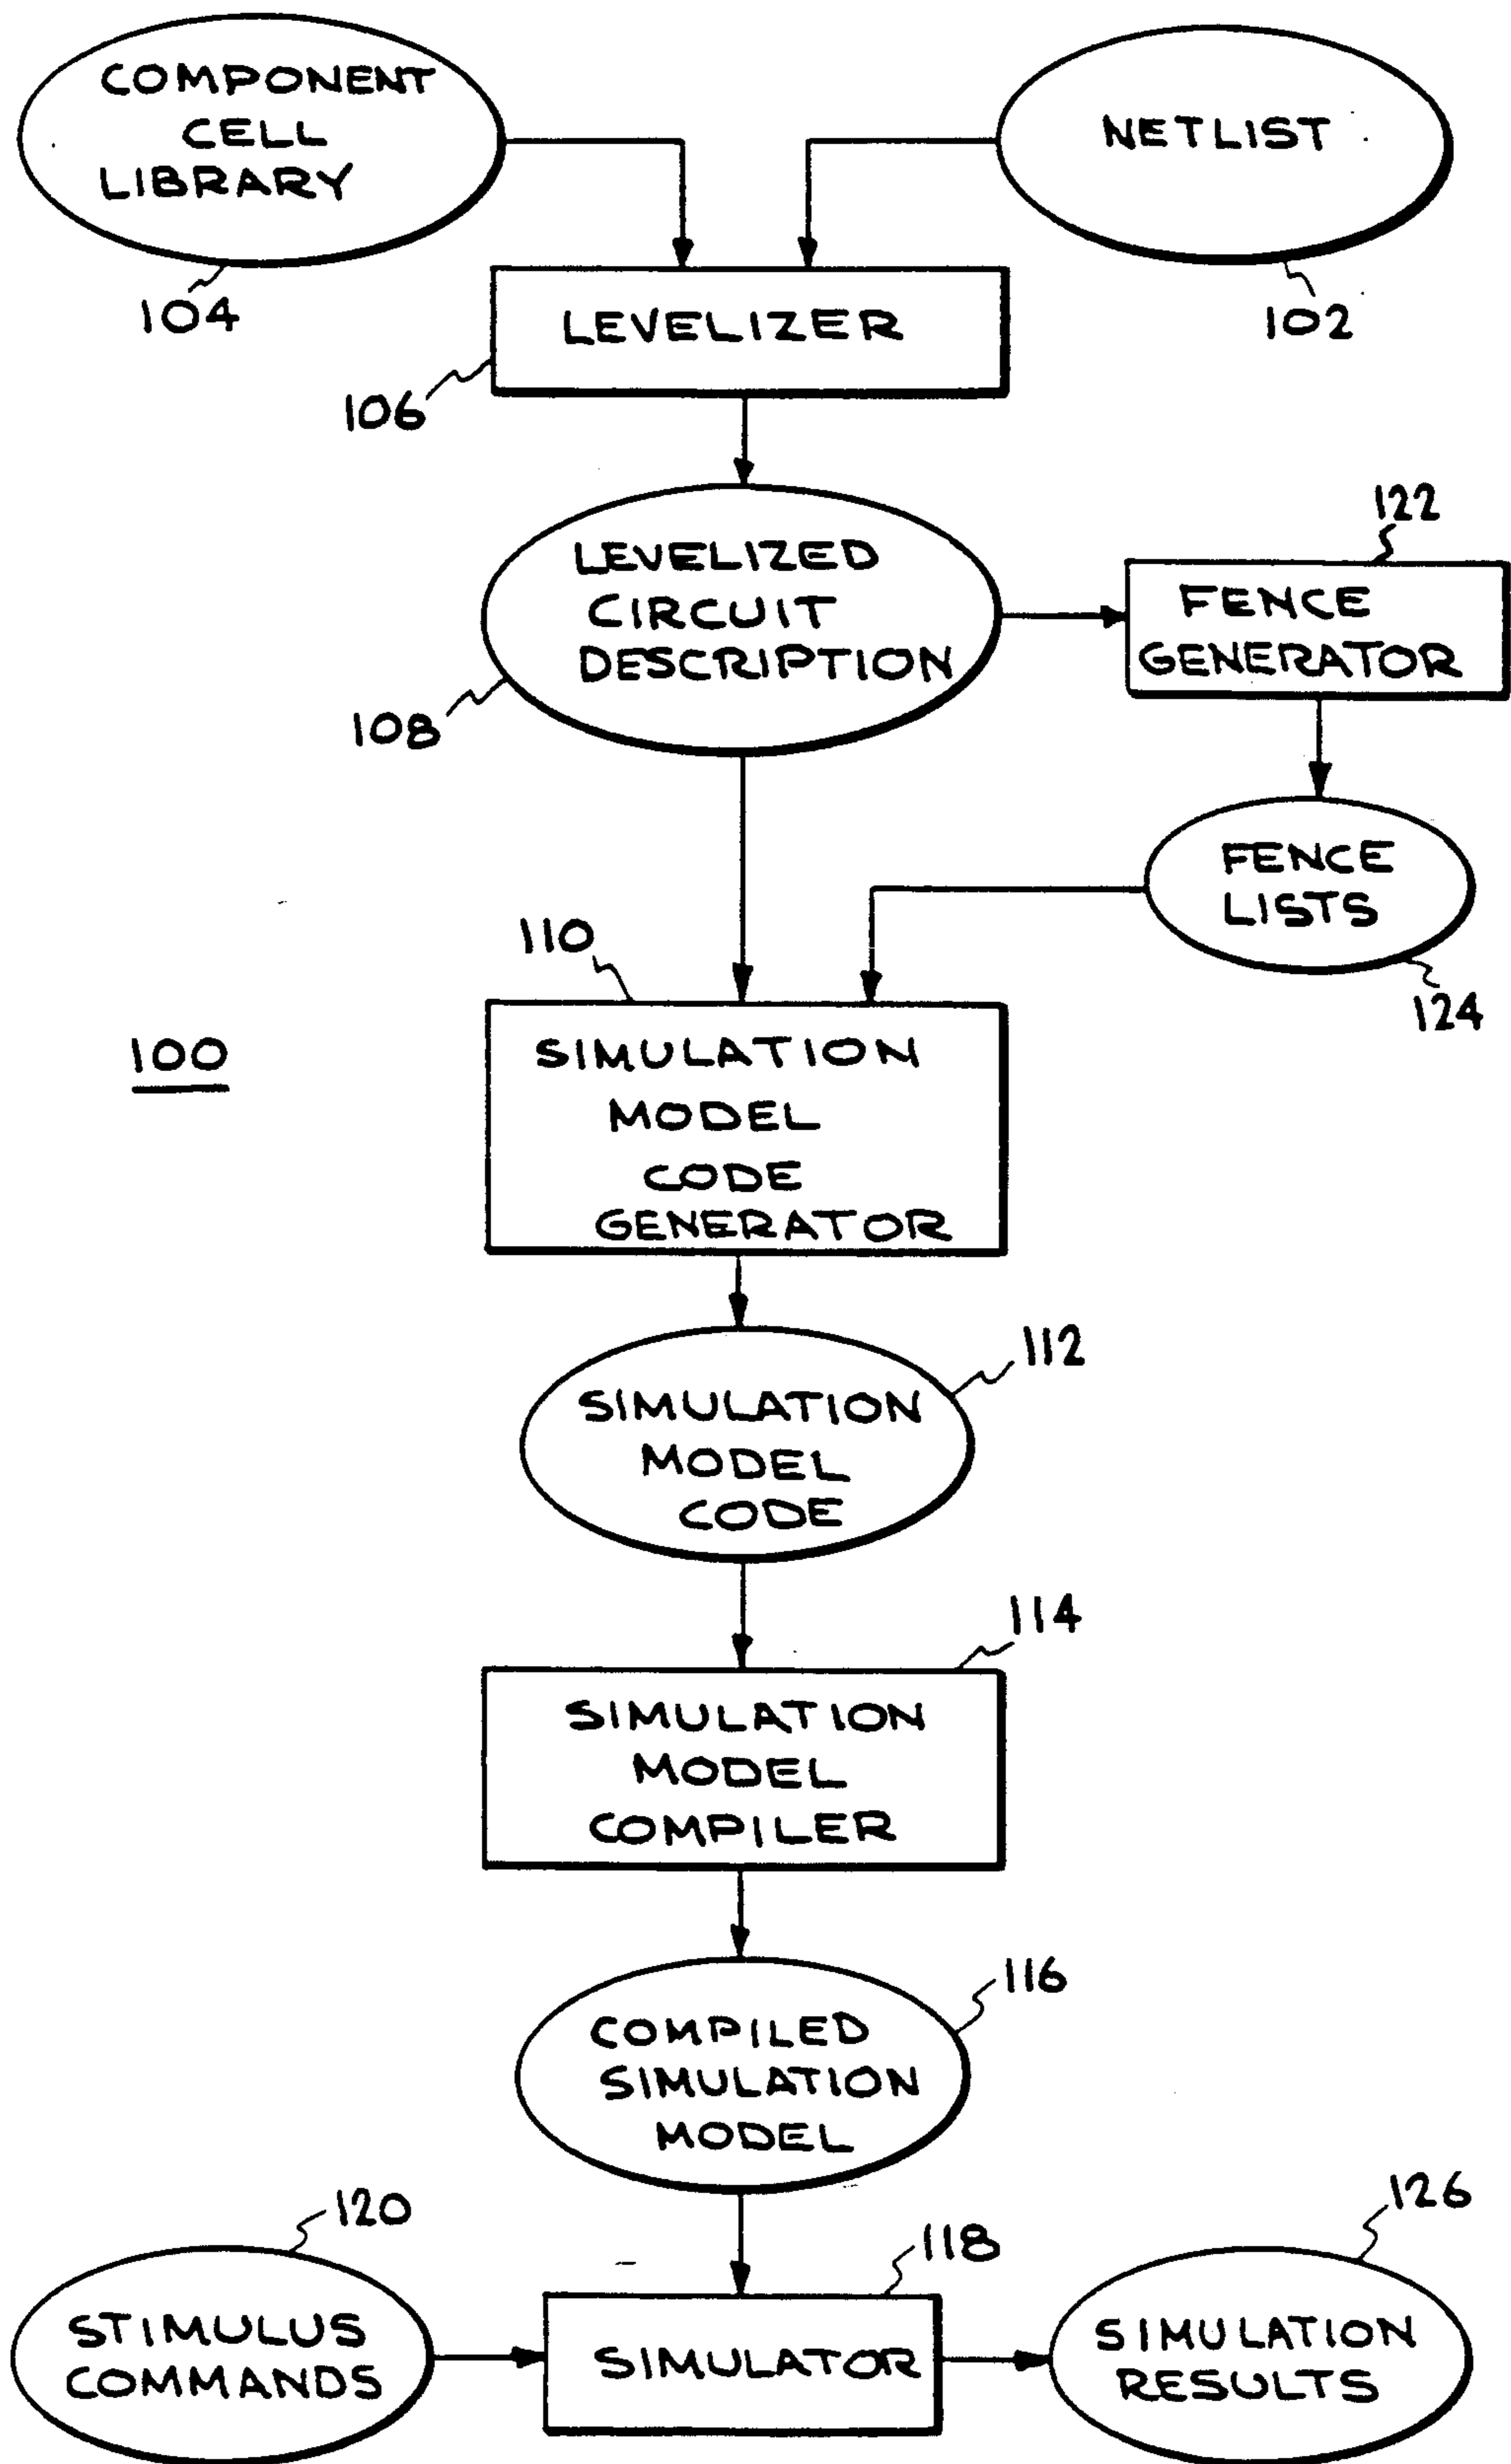 COMPONENT
CELL
LIBRARY
104
NETLIST
102
LEVELIZER
106
LEVELIZED
CIRCUIT
DESCRIPTION
108
122
FENCE
GENERATOR
FENCE
LISTS
124
110
100
SIMULATION
MODEL
CODE
GENERATOR
112
SIMULATION
MODEL
CODE
114
SIMULATION
MODEL
COMPILER
116
COMPILED
SIMULATION
MODEL
120
STIMULUS
COMMANDS
118
SIMULATOR
126
SIMULATION
RESULTS